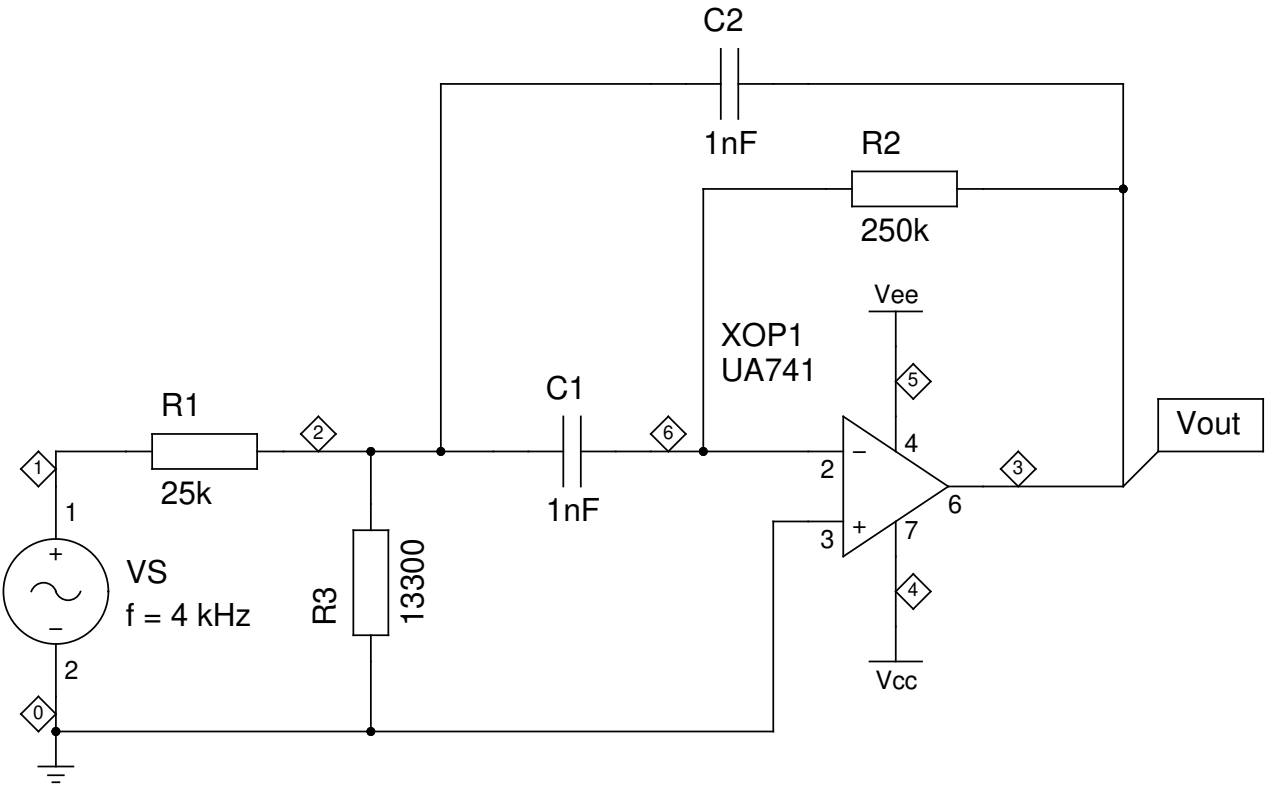 C2
1nF
R2
250k
Vee
XOP1
UA741
5
C1
R1
2
6
4
Vout
1
−
3
25k
1nF
2
6
1
+
7
3
+
VS
f = 4 kHz
R3
13300
4
−
2
Vcc
0